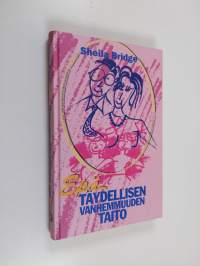 Sheila Bridge
Epä
TÄYDELLISEN
VANHEMMUUDEN
TAITO